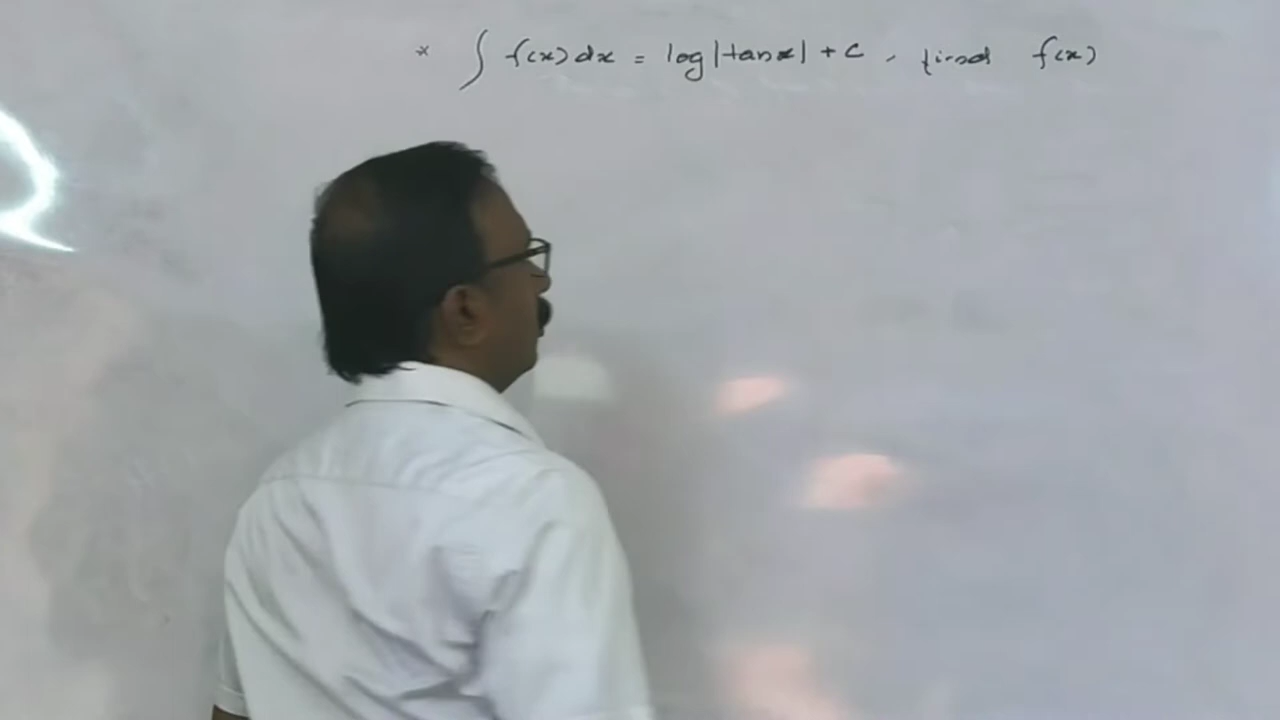 * ∫ f(x) dx = log|tanx| + c , find f(x)